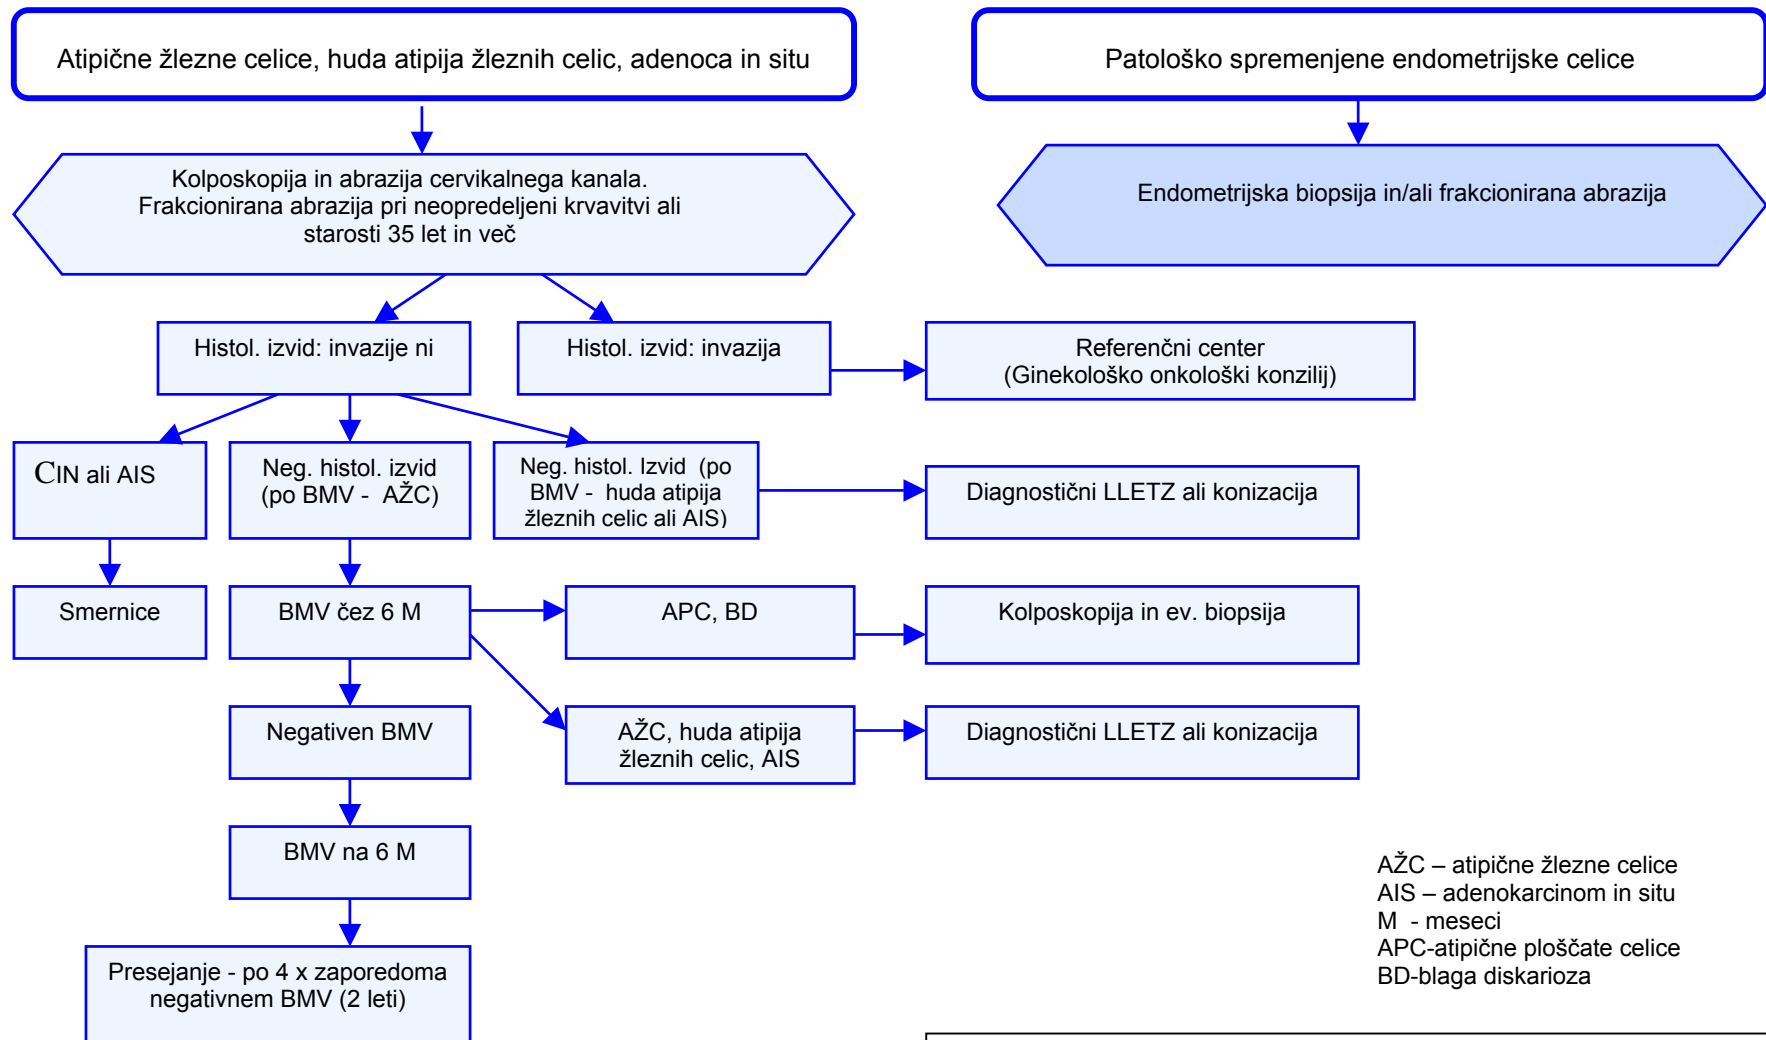 Atipične žlezne celice, huda atipija žleznih celic, adenoca in situ
Patološko spremenjene endometrijske celice
Kolposkopija in abrazija cervikalnega kanala.
Frakcionirana abrazija pri neopredeljeni krvavitvi ali
starosti 35 let in več
Endometrijska biopsija in/ali frakcionirana abrazija
Histol. izvid: invazije ni
Histol. izvid: invazija
Referenčni center
(Ginekološko onkološki konzilij)
CIN ali AIS
Neg. histol. izvid
(po BMV - AŽC)
Neg. histol. Izvid (po
BMV - huda atipija
žleznih celic ali AIS)
Diagnostični LLETZ ali konizacija
Smernice
BMV čez 6 M
APC, BD
Kolposkopija in ev. biopsija
Negativen BMV
AŽC, huda atipija
žleznih celic, AIS
Diagnostični LLETZ ali konizacija
BMV na 6 M
Presejanje - po 4 x zaporedoma
negativnem BMV (2 leti)
AŽC – atipične žlezne celice
AIS – adenokarcinom in situ
M - meseci
APC-atipične ploščate celice
BD-blaga diskarioza